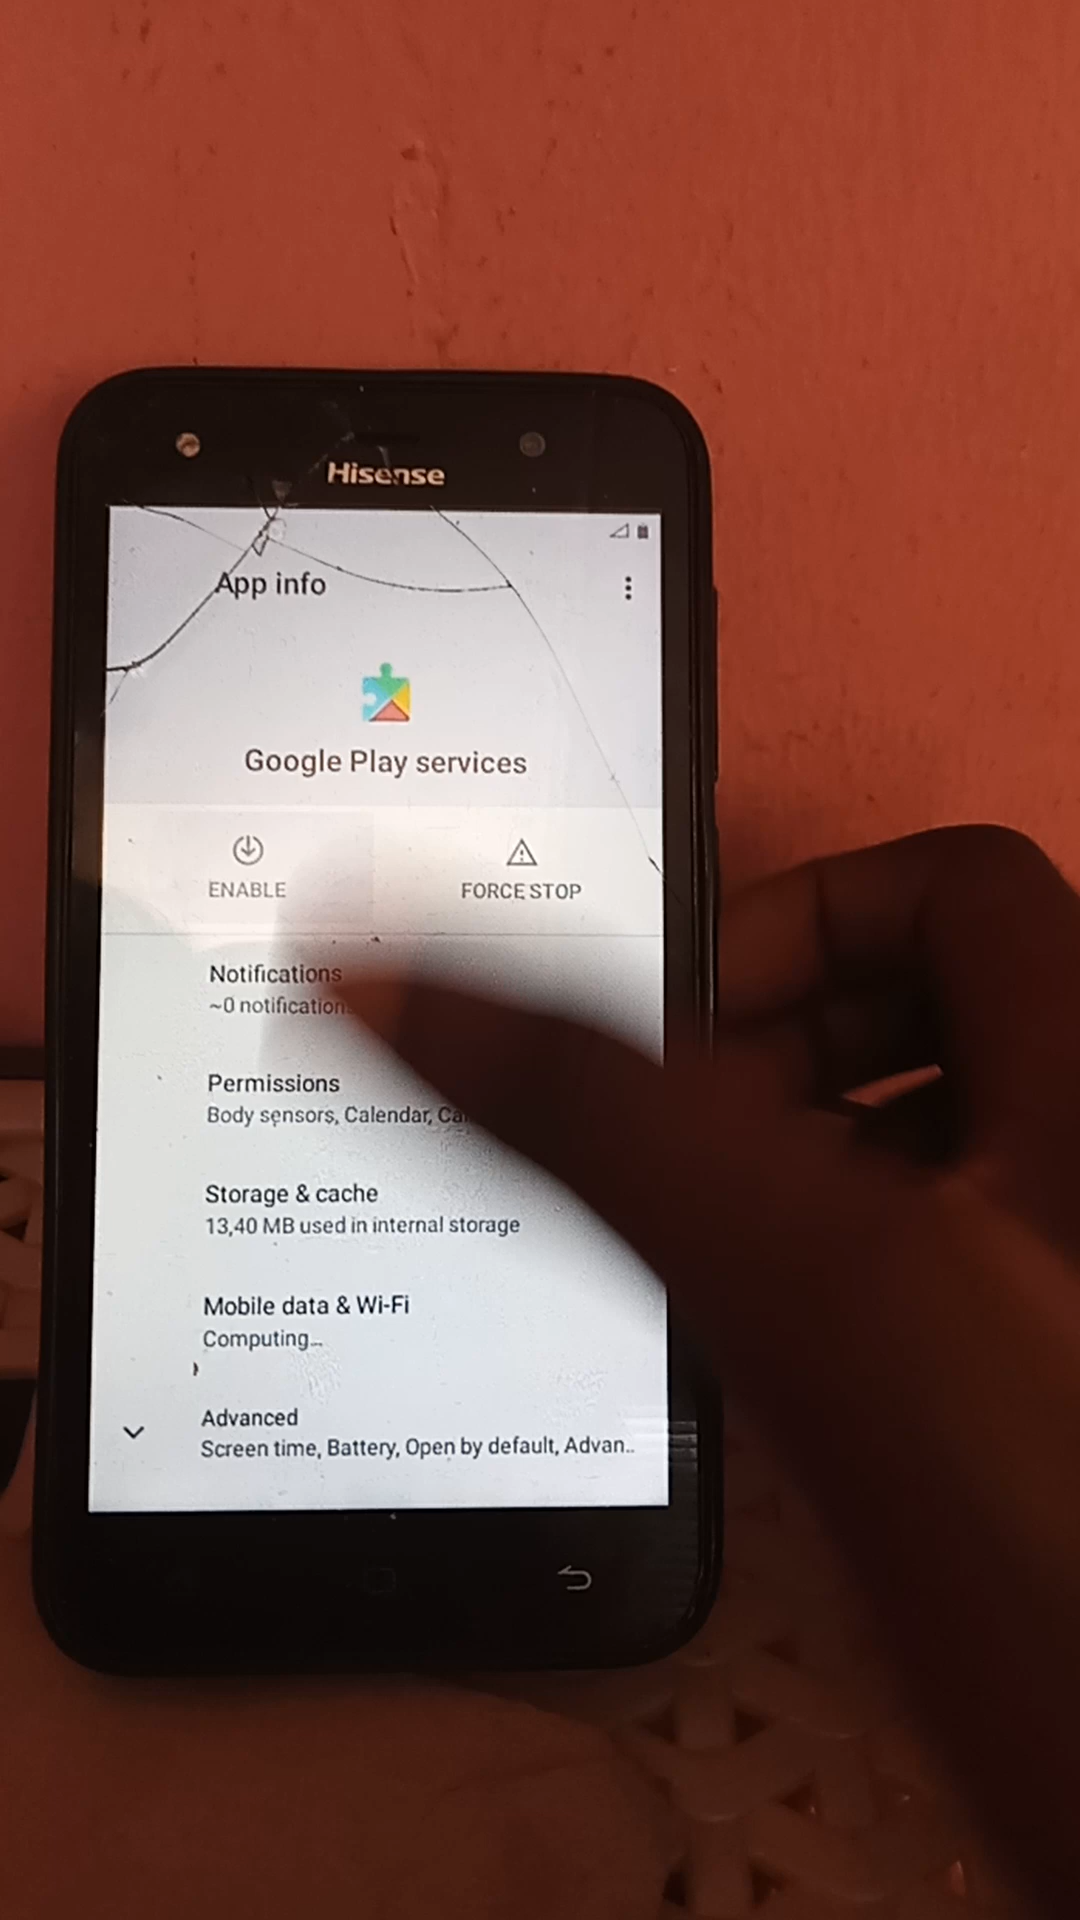 Hisense
App info
Google Play services
ENABLE
FORCE STOP
Notifications
~0 notification
Permissions
Body sensors, Calendar,
Storage & cache
13,40 MB used in internal storage
Mobile data & Wi-Fi
Computing...
Advanced
Screen time, Battery, Open by default, Advan..